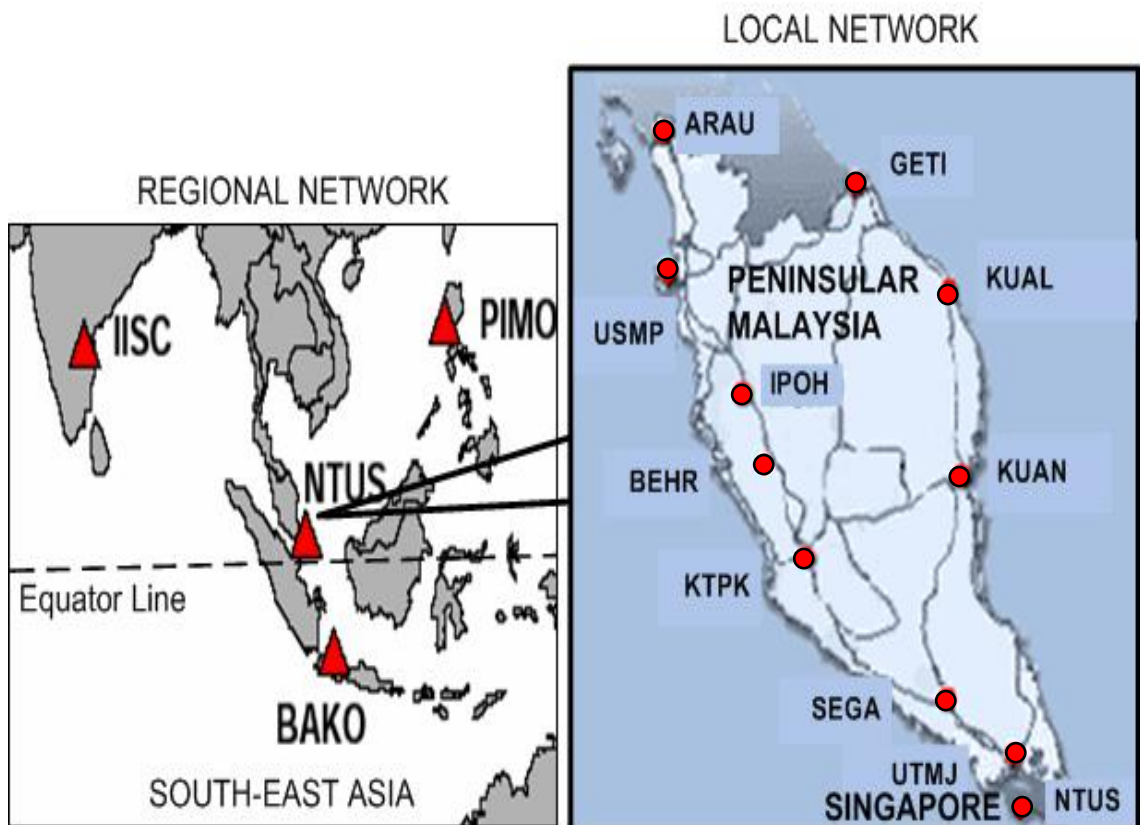 LOCAL NETWORK
REGIONAL NETWORK
IISC
PIMO
NTUS
Equator Line
BAKO
SOUTH-EAST ASIA
ARAU
GETI
PENINSULAR
MALAYSIA
KUAL
USMP
IPOH
BEHR
KUAN
KTPK
SEGA
UTMJ
SINGAPORE
NTUS